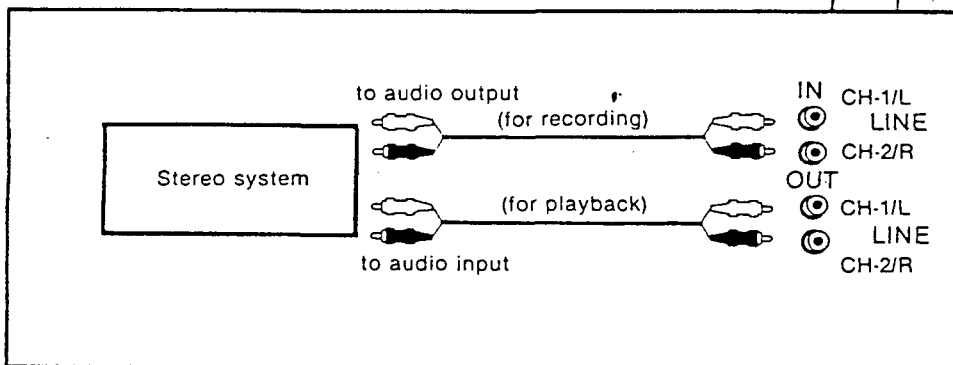 to audio output
(for recording)
IN CH-1/L
LINE
CH-2/R
Stereo system
OUT
(for playback)
CH-1/L
LINE
to audio input
CH-2/R